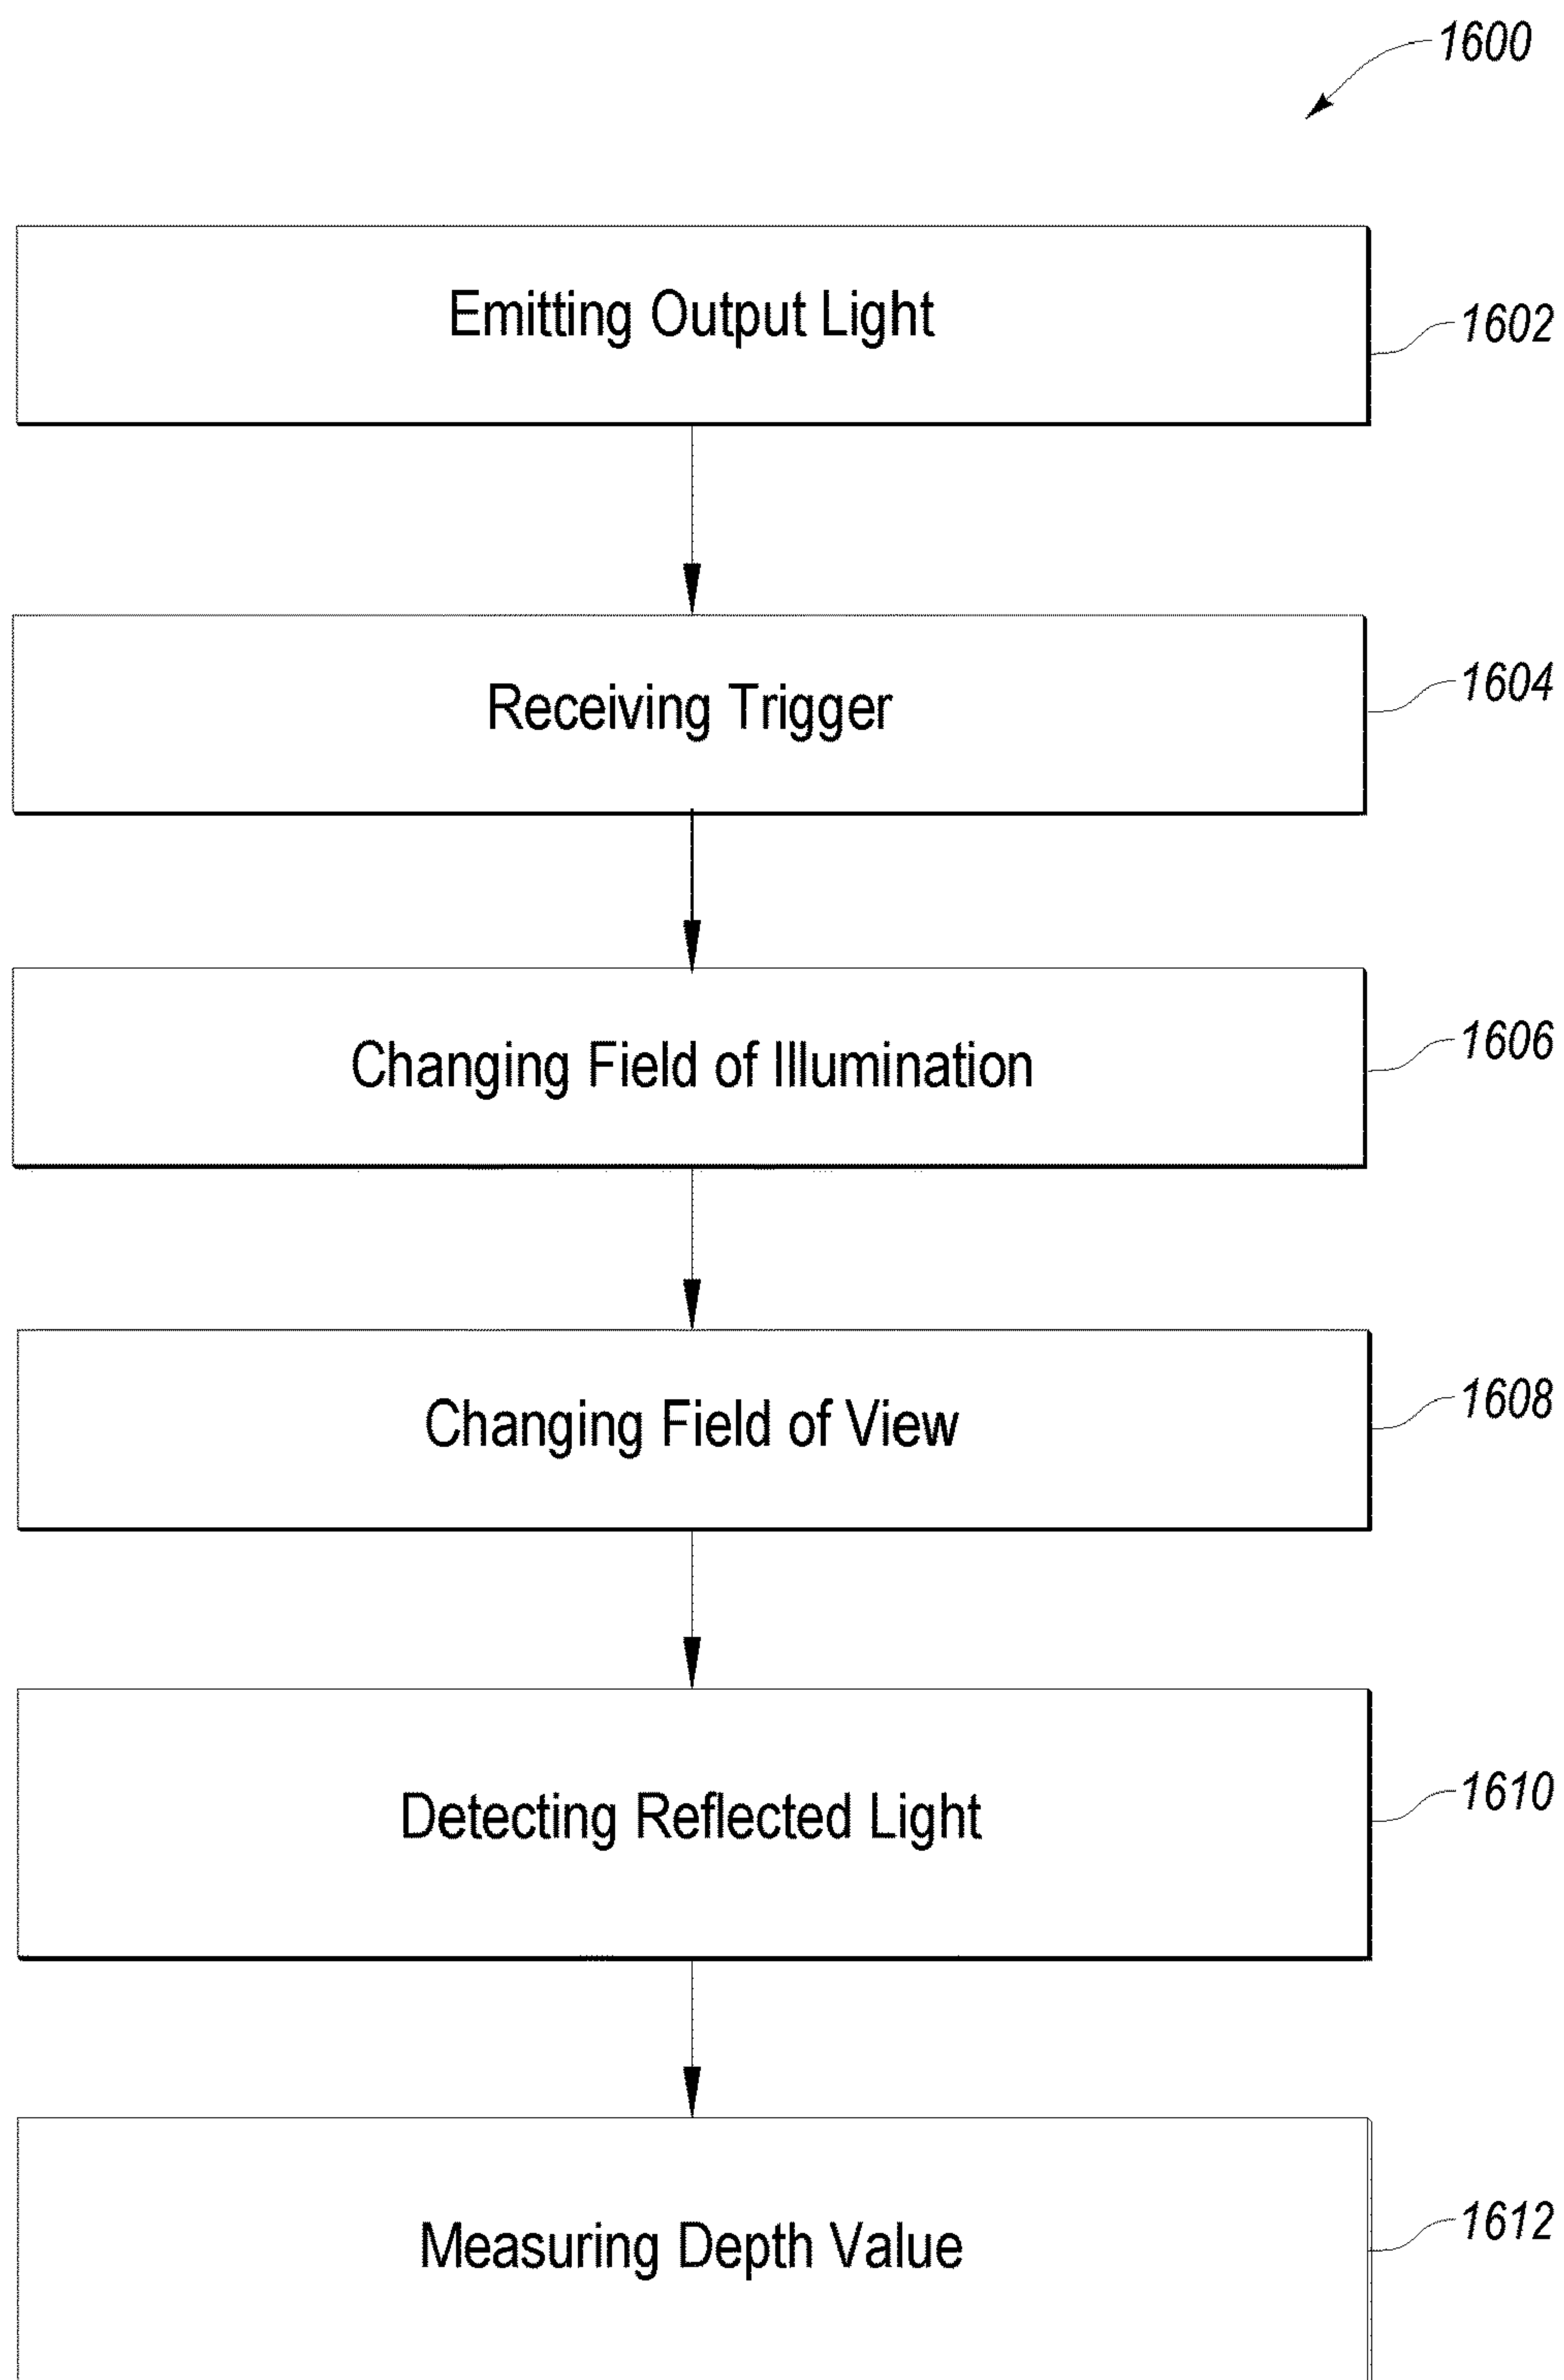 1600
Emitting Output Light
1602
Receiving Trigger
1604
Changing Field of Illumination
1606
Changing Field of View
1608
Detecting Reflected Light
1610
Measuring Depth Value
1612